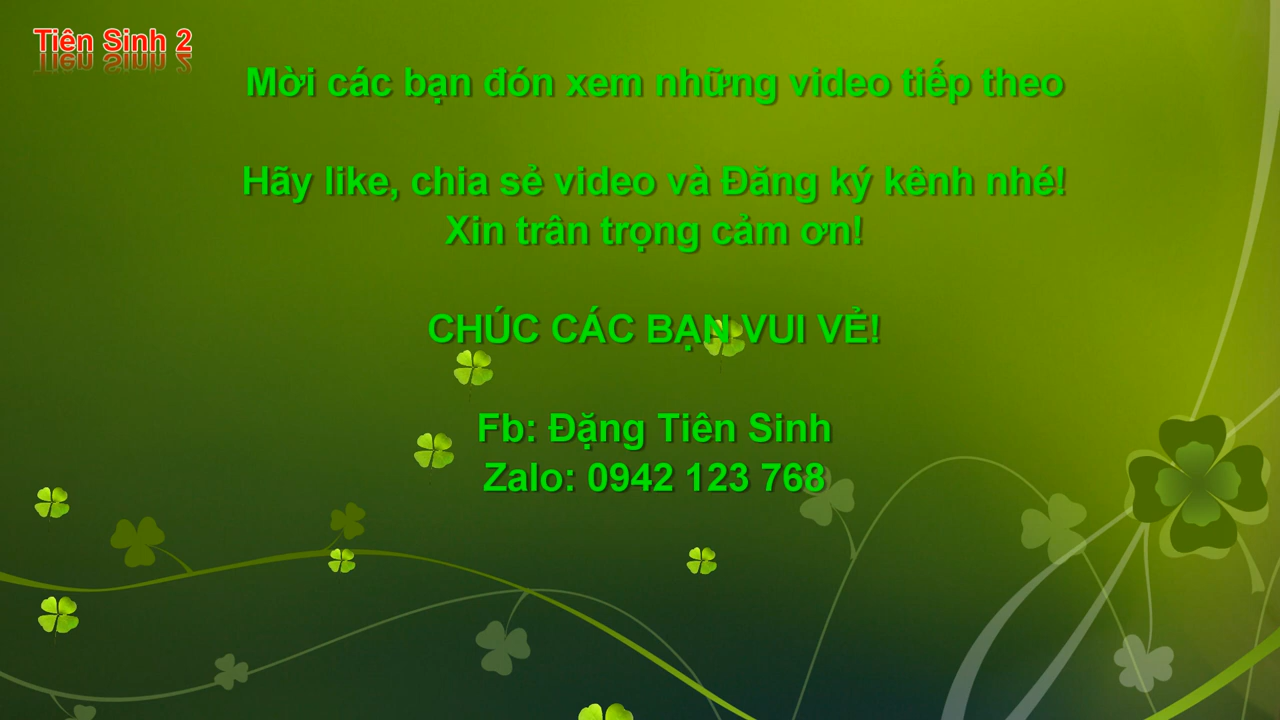 Tiên Sinh 2
Mời các bạn đón xem những video tiếp theo
Hãy like, chia sẻ video và Đăng ký kênh nhé!
Xin trân trọng cảm ơn!
CHÚC CÁC BẠN VUI VẺ!
Fb: Đặng Tiên Sinh
Zalo: 0942 123 768